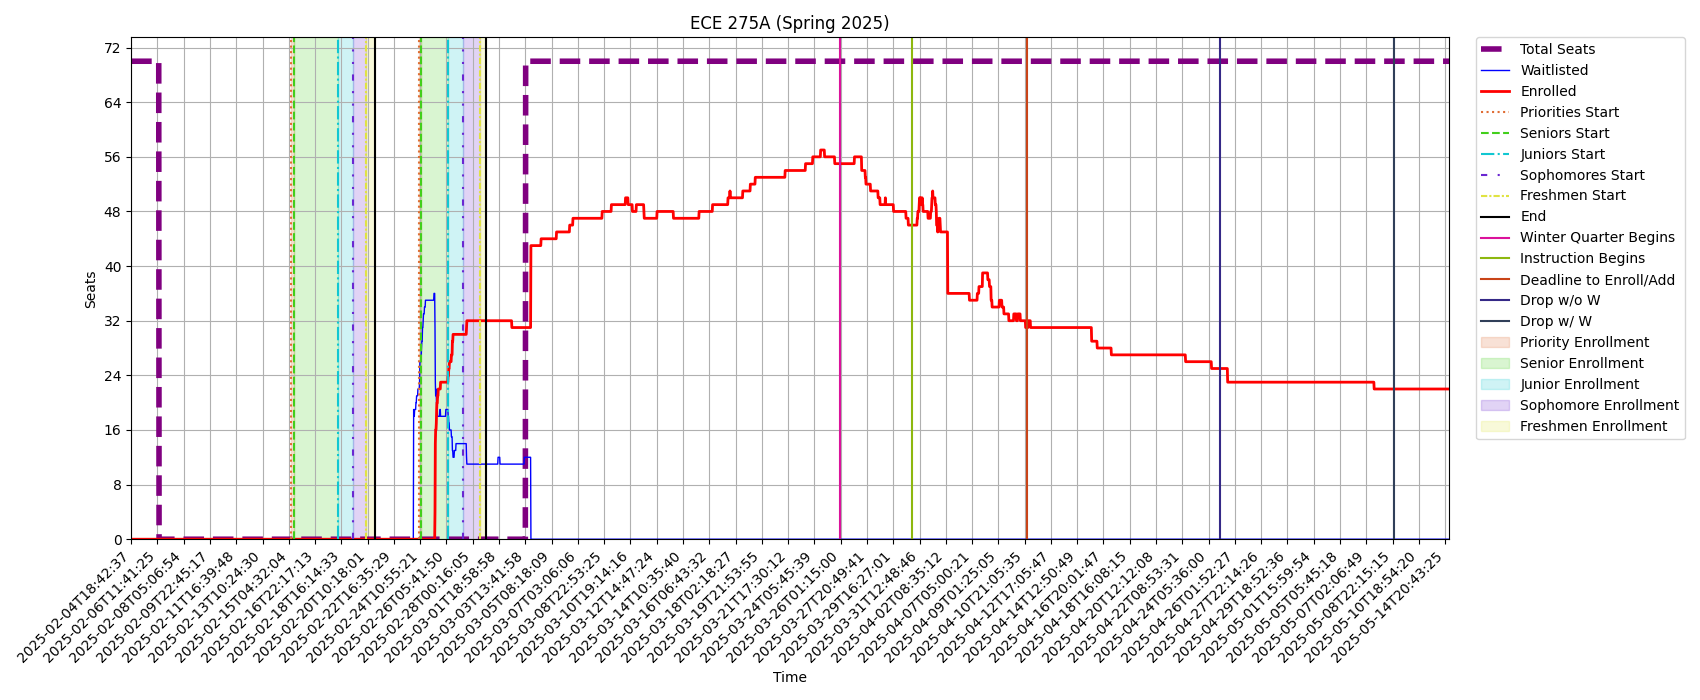 ECE 275A (Spring 2025)
72
64
56
48
40
32
24
16
8
0
Seats
2025-02-04T18:42:37
2025-02-06T11:41:25
2025-02-08T05:06:54
2025-02-09T22:45:17
2025-02-11T16:39:48
2025-02-13T10:24:30
2025-02-15T04:32:04
2025-02-16T22:17:13
2025-02-18T16:14:33
2025-02-20T10:18:01
2025-02-22T16:35:29
2025-02-24T10:55:21
2025-02-26T05:41:50
2025-02-28T00:16:05
2025-03-01T18:58:58
2025-03-03T13:41:58
2025-03-05T08:18:09
2025-03-07T03:06:06
2025-03-08T22:53:25
2025-03-10T19:14:16
2025-03-12T14:47:24
2025-03-14T10:35:40
2025-03-16T06:43:32
2025-03-18T02:18:27
2025-03-19T21:53:55
2025-03-21T17:30:12
2025-03-24T05:45:39
2025-03-26T01:15:00
2025-03-27T20:49:41
2025-03-29T16:27:01
2025-03-31T12:48:46
2025-04-02T08:35:12
2025-04-07T05:00:21
2025-04-09T01:25:05
2025-04-10T21:05:35
2025-04-12T17:05:47
2025-04-14T12:50:49
2025-04-16T20:01:47
2025-04-18T16:08:15
2025-04-20T12:12:08
2025-04-22T08:53:31
2025-04-24T05:36:00
2025-04-26T01:52:27
2025-04-27T22:14:26
2025-04-29T18:52:36
2025-05-01T15:59:54
2025-05-05T05:45:18
2025-05-07T02:06:49
2025-05-08T22:15:15
2025-05-10T18:54:20
2025-05-14T20:43:25
Time
Total Seats
Waitlisted
Enrolled
Priorities Start
Seniors Start
Juniors Start
Sophomores Start
Freshmen Start
End
Winter Quarter Begins
Instruction Begins
Deadline to Enroll/Add
Drop w/o W
Drop w/ W
Priority Enrollment
Senior Enrollment
Junior Enrollment
Sophomore Enrollment
Freshmen Enrollment